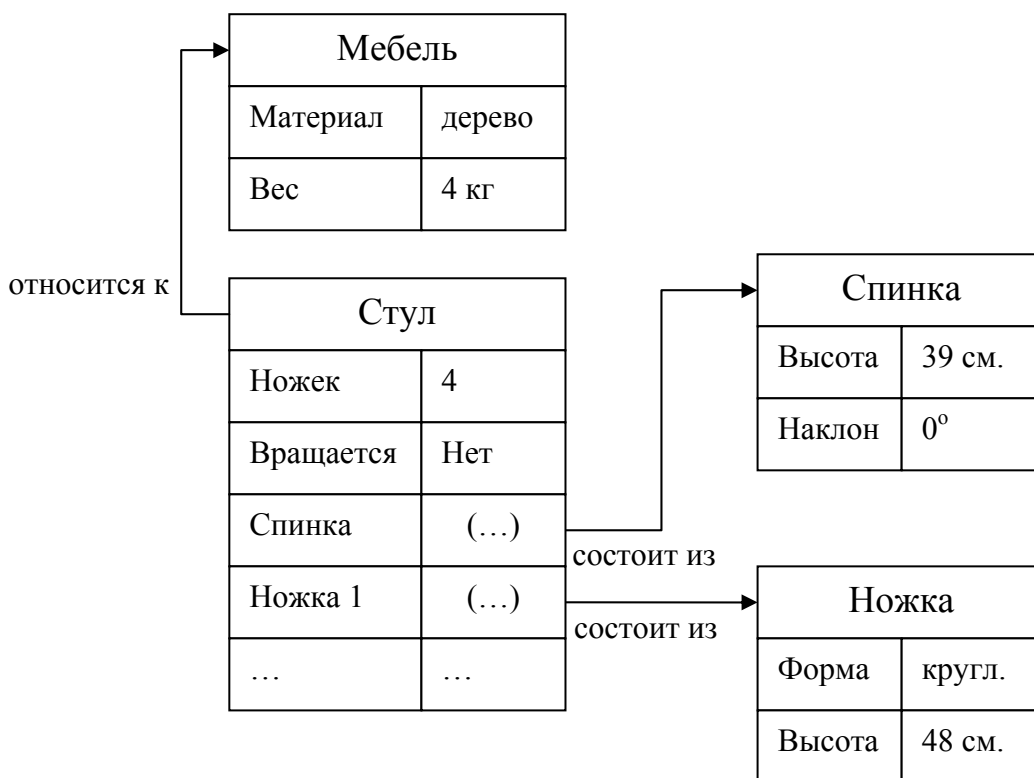 Мебель
Материал дерево
Вес 4 кг
относится к
Стул
Ножек 4
Вращается Нет
Спинка (…)
состоит из
Ножка 1 (…)
состоит из
… …
Спинка
Высота 39 см.
Наклон 0°
Ножка
Форма кругл.
Высота 48 см.